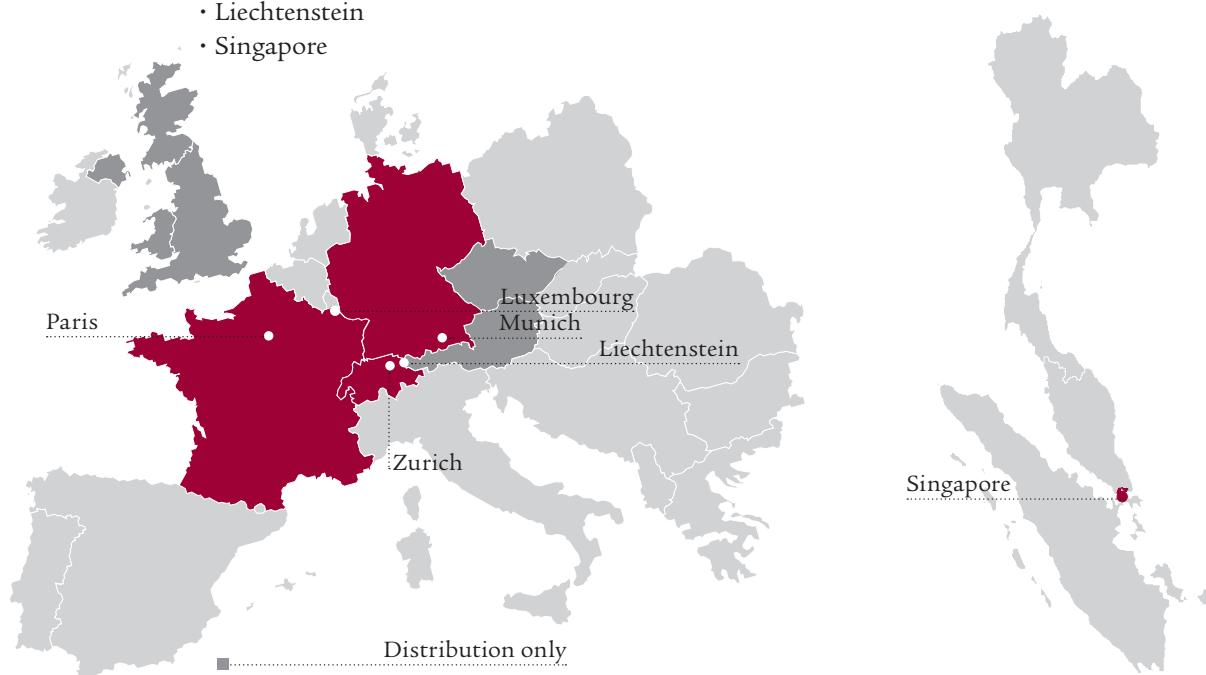 · Liechtenstein
· Singapore
Luxembourg
Paris
Munich
Liechtenstein
Zurich
Singapore
Distribution only